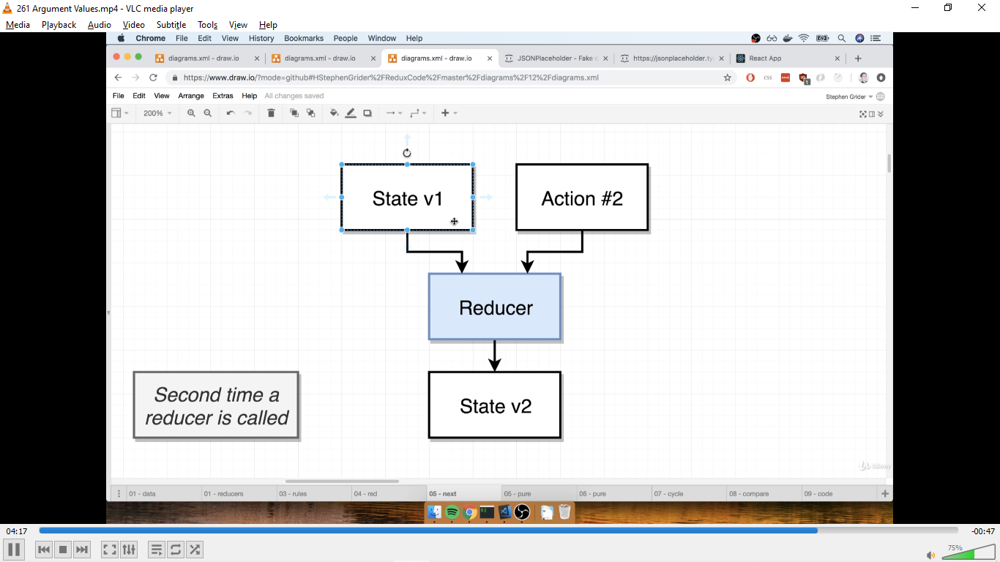 261 Argument Values.mp4 - VLC media player
Media Playback Audio Video Subtitle Tools View Help
Chrome File Edit View History Bookmarks People Window Help
diagrams.xml - draw.io
diagrams.xml - draw.io
diagrams.xml - draw.io
JSONPlaceholder - Fake
https://jsonplaceholder.ty
React App
https://www.draw.io/?mode=github#HStephenGrider%2FReduxCode%2Fmaster%2Fdiagrams%2F12%2Fdiagrams.xml
CSS
1
File Edit View Arrange Extras Help All changes saved
Stephen Grider
200%
State v1
Action #2
Reducer
Second time a
reducer is called
State v2
Udemy
01 - data
01 - reducers
03 - rules
04 - red
05 - next
05 - pure
06 - pure
07 - cycle
08 - compare
09 - code
04:17
-00:47
75%